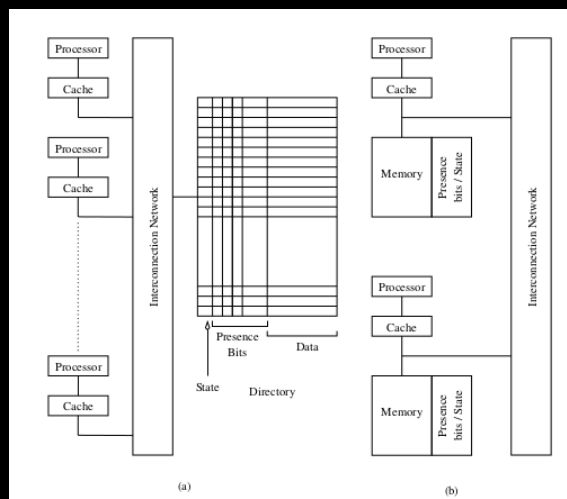 Processor
Cache
Processor
Cache
Processor
Cache
Interconnection Network
Presence
Bits
Data
State
Directory
(a)
Processor
Cache
Memory
Presence
bits / State
Processor
Cache
Memory
Presence
bits / State
Interconnection Network
(b)